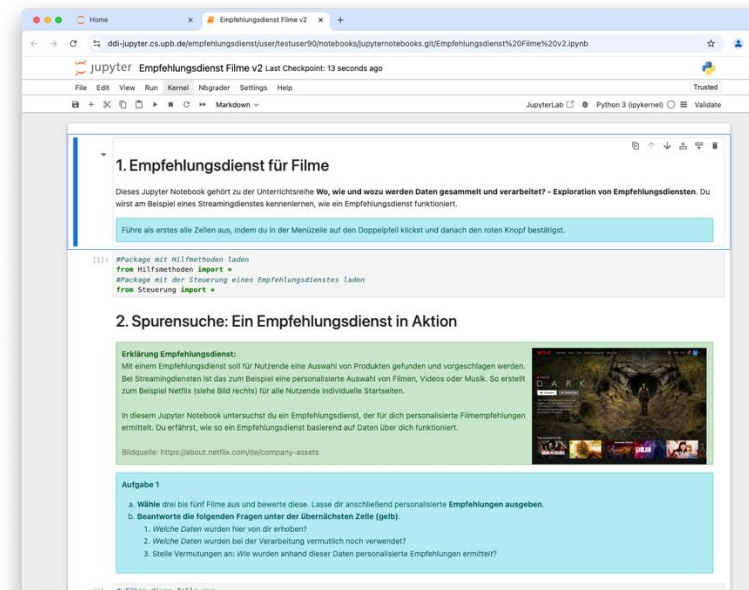 Home
Empfehlungsdienst Filme v2
ddi-jupyter.cs.upb.de/empfehlungsdienst/user/testuser90/notebooks/jupyternotebooks.git/Empfehlungsdienst%20Filme%20v2.ipynb
jupyter Empfehlungsdienst Filme v2 Last Checkpoint: 13 seconds ago
File Edit View Run Kernel Nbgrader Settings Help Trusted
Markdown JupyterLab Python 3 (ipykernel) Validate
1. Empfehlungsdienst für Filme
Dieses Jupyter Notebook gehört zu der Unterrichtsreihe Wo, wie und wozu werden Daten gesammelt und verarbeitet? - Exploration von Empfehlungsdiensten. Du
wirst am Beispiel eines Streamingdienstes kennenlernen, wie ein Empfehlungsdienst funktioniert.
Führe als erstes alle Zellen aus, indem du in der Menüzeile auf den Doppelpfeil klickst und danach den roten Knopf bestätigst.
[1]: #Package mit Hilfmethoden laden
from Hilfsmethoden import *
#Package mit der Steuerung eines Empfehlungsdienstes laden
from Steuerung import *
2. Spurensuche: Ein Empfehlungsdienst in Aktion
Erklärung Empfehlungsdienst:
Mit einem Empfehlungsdienst soll für Nutzende eine Auswahl von Produkten gefunden und vorgeschlagen werden.
Bei Streamingdiensten ist das zum Beispiel eine personalisierte Auswahl von Filmen, Videos oder Musik. So erstellt
zum Beispiel Netflix (siehe Bild rechts) für alle Nutzende individuelle Startseiten.
In diesem Jupyter Notebook untersuchst du ein Empfehlungsdienst, der für dich personalisierte Filmempfehlungen
ermittelt. Du erfährst, wie so ein Empfehlungsdienst basierend auf Daten über dich funktioniert.
Bildquelle: https://about.netflix.com/de/company-assets
NETFLIX
DARK
Aufgabe 1
a. Wähle drei bis fünf Filme aus und bewerte diese. Lasse dir anschließend personalisierte Empfehlungen ausgeben.
b. Beantworte die folgenden Fragen unter der übernächsten Zelle (gelb).
1. Welche Daten wurden hier von dir erhoben?
2. Welche Daten wurden bei der Verarbeitung vermutlich noch verwendet?
3. Stelle Vermutungen an: Wie wurden anhand dieser Daten personalisierte Empfehlungen ermittelt?